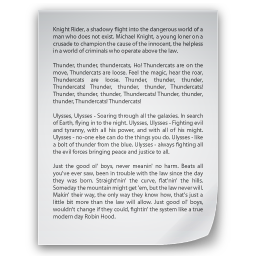 Knight Rider, a shadowy flight into the dangerous world of a
man who does not exist. Michael Knight, a young loner on a
crusade to champion the cause of the innocent, the helpless
in a world of criminals who operate above the law.
Thunder, thunder, thundercats, Ho! Thundercats are on the
move, Thundercats are loose. Feel the magic, hear the roar,
Thundercats are loose. Thunder, thunder, thunder,
Thundercats! Thunder, thunder, thunder, Thundercats!
Thunder, thunder, thunder, Thundercats! Thunder, thunder,
thunder, Thundercats! Thundercats!
Ulysses, Ulysses - Soaring through all the galaxies. In search
of Earth, flying in to the night. Ulysses, Ulysses - Fighting evil
and tyranny, with all his power, and with all of his might.
Ulysses - no-one else can do the things you do. Ulysses - like
a bolt of thunder from the blue. Ulysses - always fighting all
the evil forces bringing peace and justice to all.
Just the good ol' boys, never meanin' no harm. Beats all
you've ever saw, been in trouble with the law since the day
they was born. Straight'nin' the curve, flat'nin' the hills.
Someday the mountain might get 'em, but the law never will.
Makin' their way, the only way they know how, that's just a
little bit more than the law will allow. Just good ol' boys,
wouldn't change if they could, fightin' the system like a true
modern day Robin Hood.